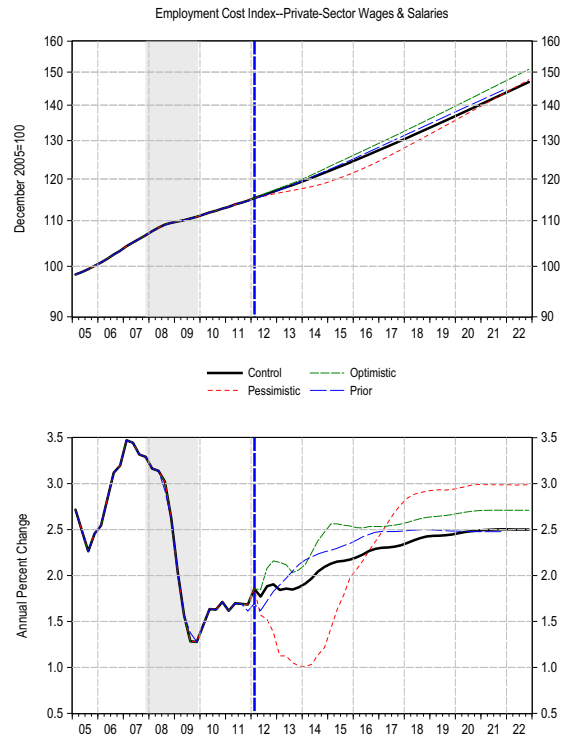 Employment Cost Index--Private-Sector Wages & Salaries
160 160
150 150
140 140
130 130
120 120
110 110
100 100
90 90
December 2005=100
05 06 07 08 09 10 11 12 13 14 15 16 17 18 19 20 21 22
Control Optimistic
Pessimistic Prior
3.5 3.5
3.0 3.0
2.5 2.5
2.0 2.0
1.5 1.5
1.0 1.0
0.5 0.5
Annual Percent Change
05 06 07 08 09 10 11 12 13 14 15 16 17 18 19 20 21 22